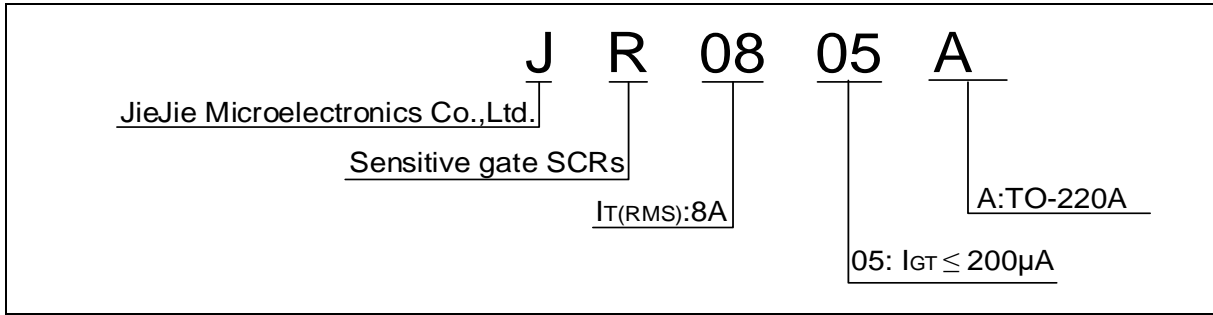 J R 08 05 A
JieJie Microelectronics Co.,Ltd.
Sensitive gate SCRs
IT(RMS):8A
A:TO-220A
05: IGT ≤ 200μA